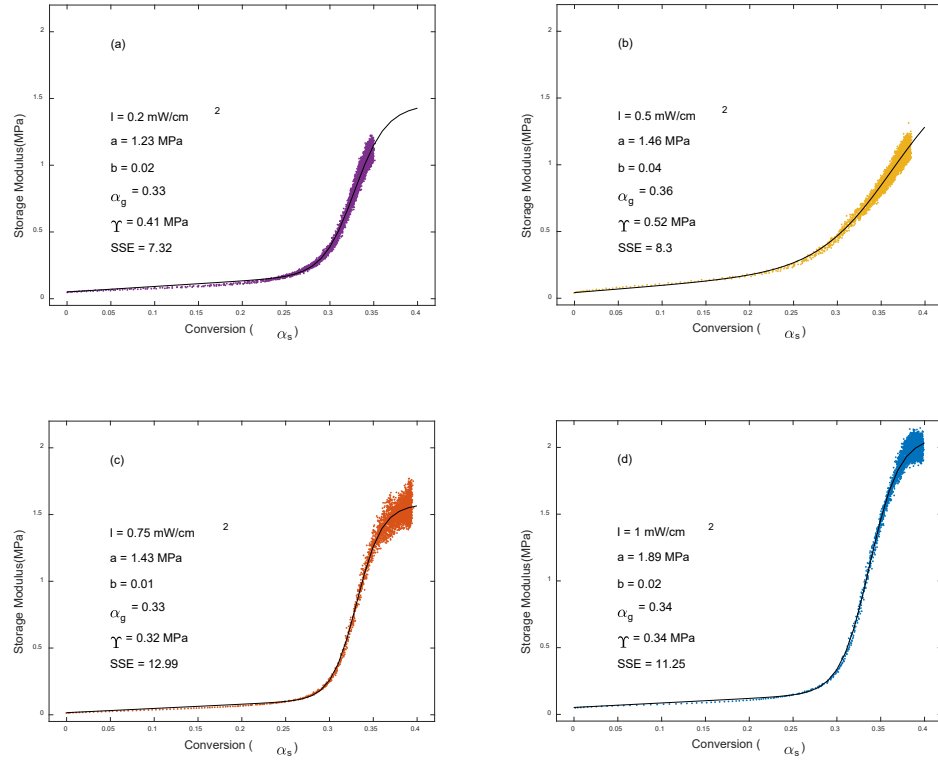 (a)
I = 0.2 mW/cm 2
a = 1.23 MPa
b = 0.02
αg = 0.33
ϒ = 0.41 MPa
SSE = 7.32
Storage Modulus(MPa)
2
1.5
1
0.5
0
0 0.05 0.1 0.15 0.2 0.25 0.3 0.35 0.4
Conversion ( αs )
(b)
I = 0.5 mW/cm 2
a = 1.46 MPa
b = 0.04
αg = 0.36
ϒ = 0.52 MPa
SSE = 8.3
Storage Modulus(MPa)
2
1.5
1
0.5
0
0 0.05 0.1 0.15 0.2 0.25 0.3 0.35 0.4
Conversion ( αs )
(c)
I = 0.75 mW/cm 2
a = 1.43 MPa
b = 0.01
αg = 0.33
ϒ = 0.32 MPa
SSE = 12.99
Storage Modulus(MPa)
2
1.5
1
0.5
0
0 0.05 0.1 0.15 0.2 0.25 0.3 0.35 0.4
Conversion ( αs )
(d)
I = 1 mW/cm 2
a = 1.89 MPa
b = 0.02
αg = 0.34
ϒ = 0.34 MPa
SSE = 11.25
Storage Modulus(MPa)
2
1.5
1
0.5
0
0 0.05 0.1 0.15 0.2 0.25 0.3 0.35 0.4
Conversion ( αs )